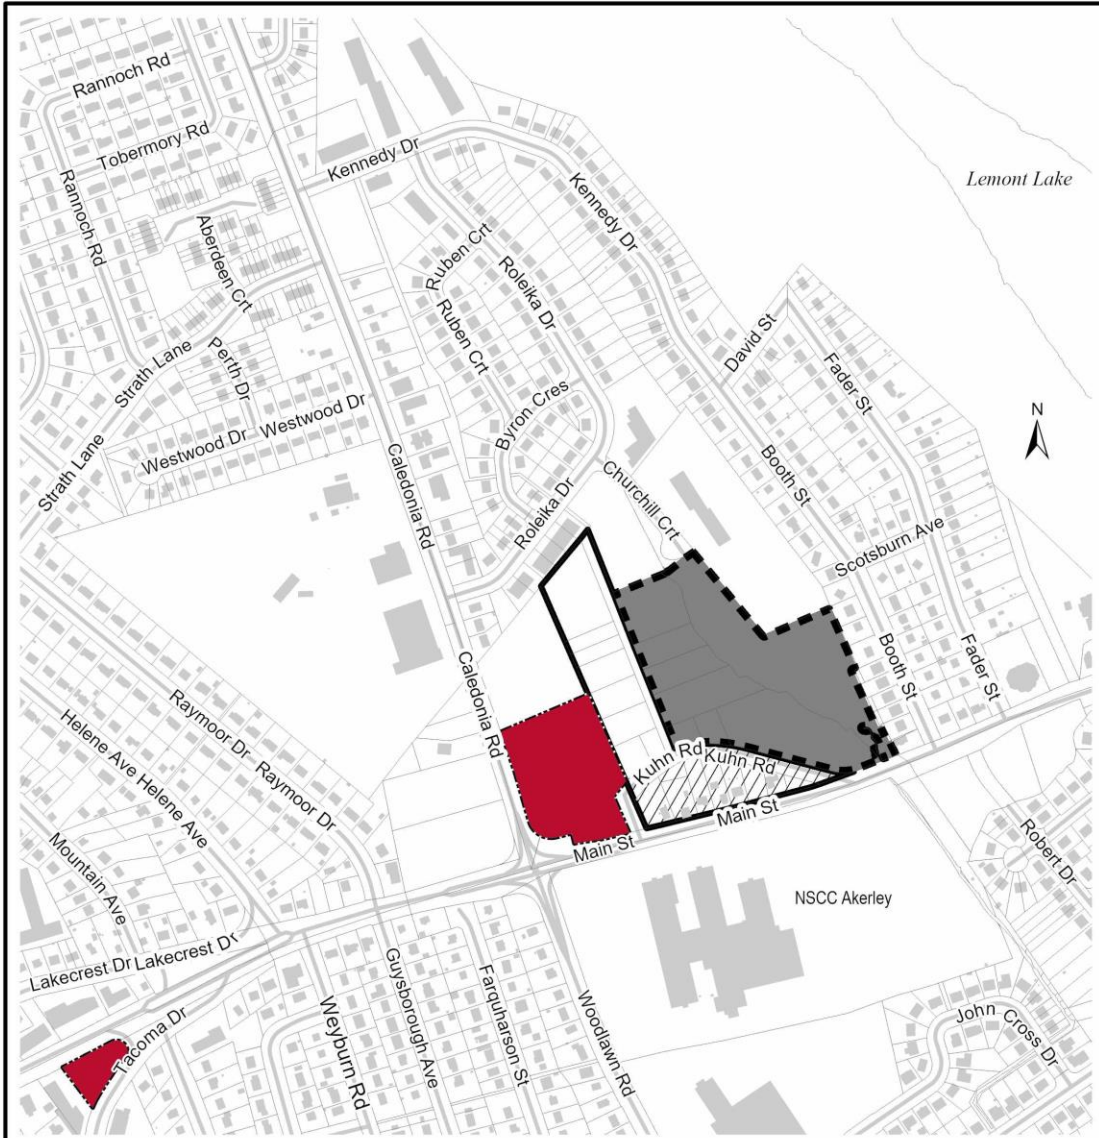 Rannoch Rd
Tobermory Rd
Rannoch Rd
Kennedy Dr
Lemont Lake
Kennedy Dr
Aberdeen Crt
Ruben Crt
Roleika Dr
Ruben Crt
David St
Strath Lane
Perth Dr
Fader St
Byron Cres
Westwood Dr
Westwood Dr
N
Strath Lane
Caledonia Rd
Booth St
Churchill Crt
Roleika Dr
Scotsburn Ave
Booth St
Fader St
Caledonia Rd
Raymoor Dr
Helene Ave
Helene Ave
Raymoor Dr
Kuhn Rd
Kuhn Rd
Main St
Main St
Mountain Ave
Robert Dr
NSCC Akerley
Lakecrest Dr
Lakecrest Dr
Guysborough Ave
Farquharson St
Weyburn Rd
Woodlawn Rd
Tacoma Dr
John Cross Dr